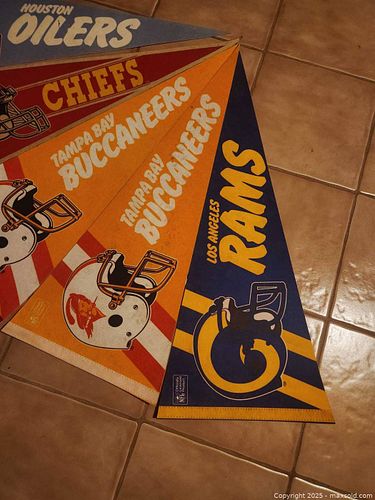 HOUSTON
OILERS
CHIEFS
TAMPA BAY
BUCCANEERS
TAMPA BAY
BUCCANEERS
LOS ANGELES
RAMS
Copyright 2025 - maxsold.com